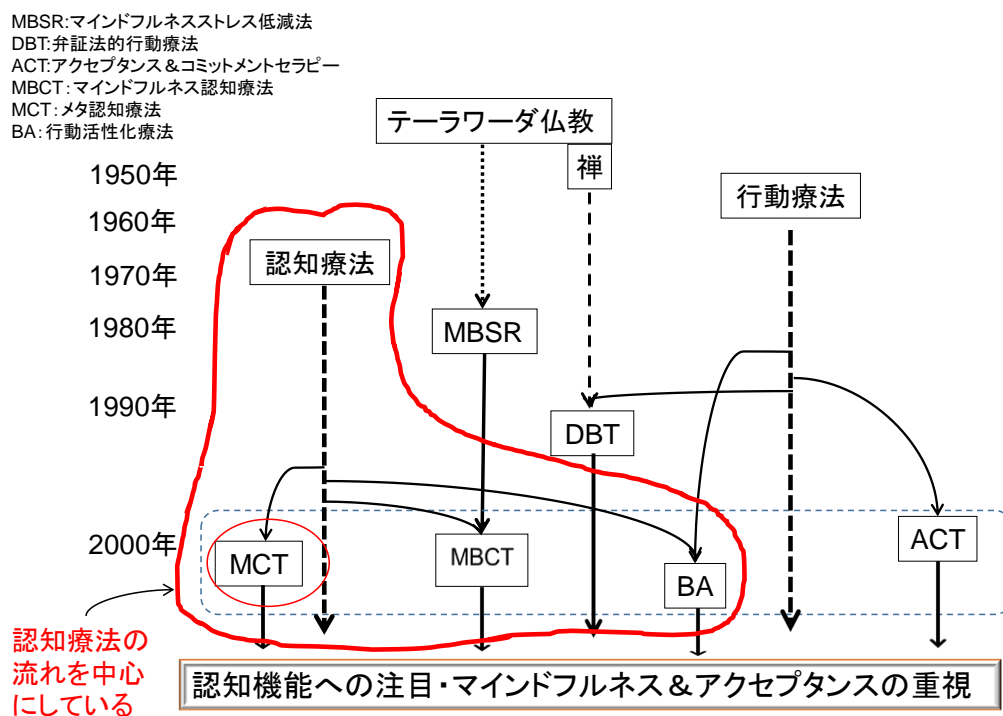 MBSR:マインドフルネスストレス低減法
DBT:弁証法的行動療法
ACT:アクセプタンス＆コミットメントセラピー
MBCT：マインドフルネス認知療法
MCT：メタ認知療法
BA：行動活性化療法
テーラワーダ仏教
禅
1950年
行動療法
1960年
認知療法
1970年
1980年
MBSR
1990年
DBT
2000年
MCT
MBCT
BA
ACT
認知療法の
流れを中心
にしている
認知機能への注目・マインドフルネス＆アクセプタンスの重視